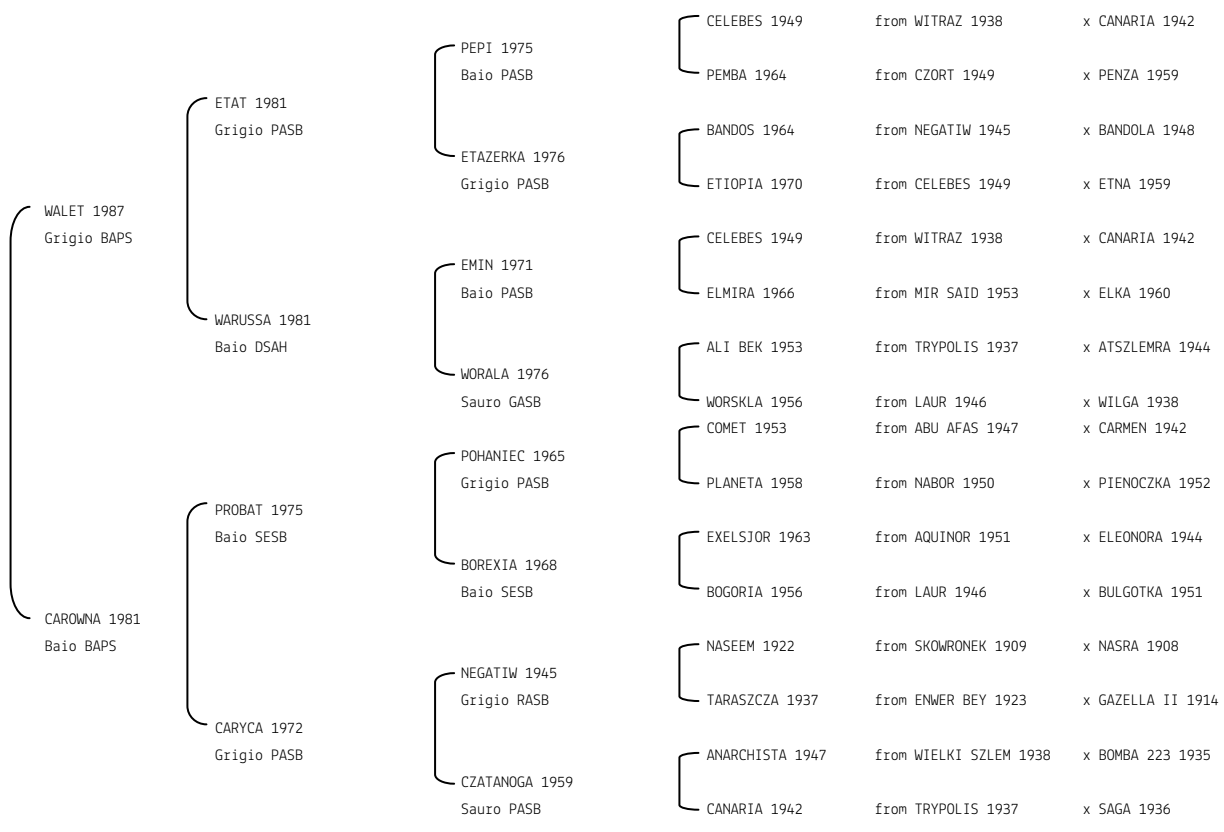 CELEBES 1949 from WITRAZ 1938 x CANARIA 1942
PEPI 1975
Baio PASB PEMBA 1964 from CZORT 1949 x PENZA 1959
ETAT 1981
Grigio PASB BANDOS 1964 from NEGATIW 1945 x BANDOLA 1948
ETAZERKA 1976
Grigio PASB ETIOPIA 1970 from CELEBES 1949 x ETNA 1959
WALET 1987
Grigio BAPS CELEBES 1949 from WITRAZ 1938 x CANARIA 1942
EMIN 1971
Baio PASB ELMIRA 1966 from MIR SAID 1953 x ELKA 1960
WARUSSA 1981
Baio DSAH ALI BEK 1953 from TRYPOLIS 1937 x ATSZLEMRA 1944
WORALA 1976
Sauro GASB WORSKLA 1956 from LAUR 1946 x WILGA 1938
COMET 1953 from ABU AFAS 1947 x CARMEN 1942
POHANIEC 1965
Grigio PASB PLANETA 1958 from NABOR 1950 x PIENOCZKA 1952
PROBAT 1975
Baio SESB EXELSJOR 1963 from AQUINOR 1951 x ELEONORA 1944
BOREXIA 1968
Baio SESB BOGORIA 1956 from LAUR 1946 x BULGOTKA 1951
CAROWNA 1981
Baio BAPS NASEEM 1922 from SKOWRONEK 1909 x NASRA 1908
NEGATIW 1945
Grigio RASB TARASZCZA 1937 from ENWER BEY 1923 x GAZELLA II 1914
CARYCA 1972
Grigio PASB ANARCHISTA 1947 from WIELKI SZLEM 1938 x BOMBA 223 1935
CZATANOGA 1959
Sauro PASB CANARIA 1942 from TRYPOLIS 1937 x SAGA 1936